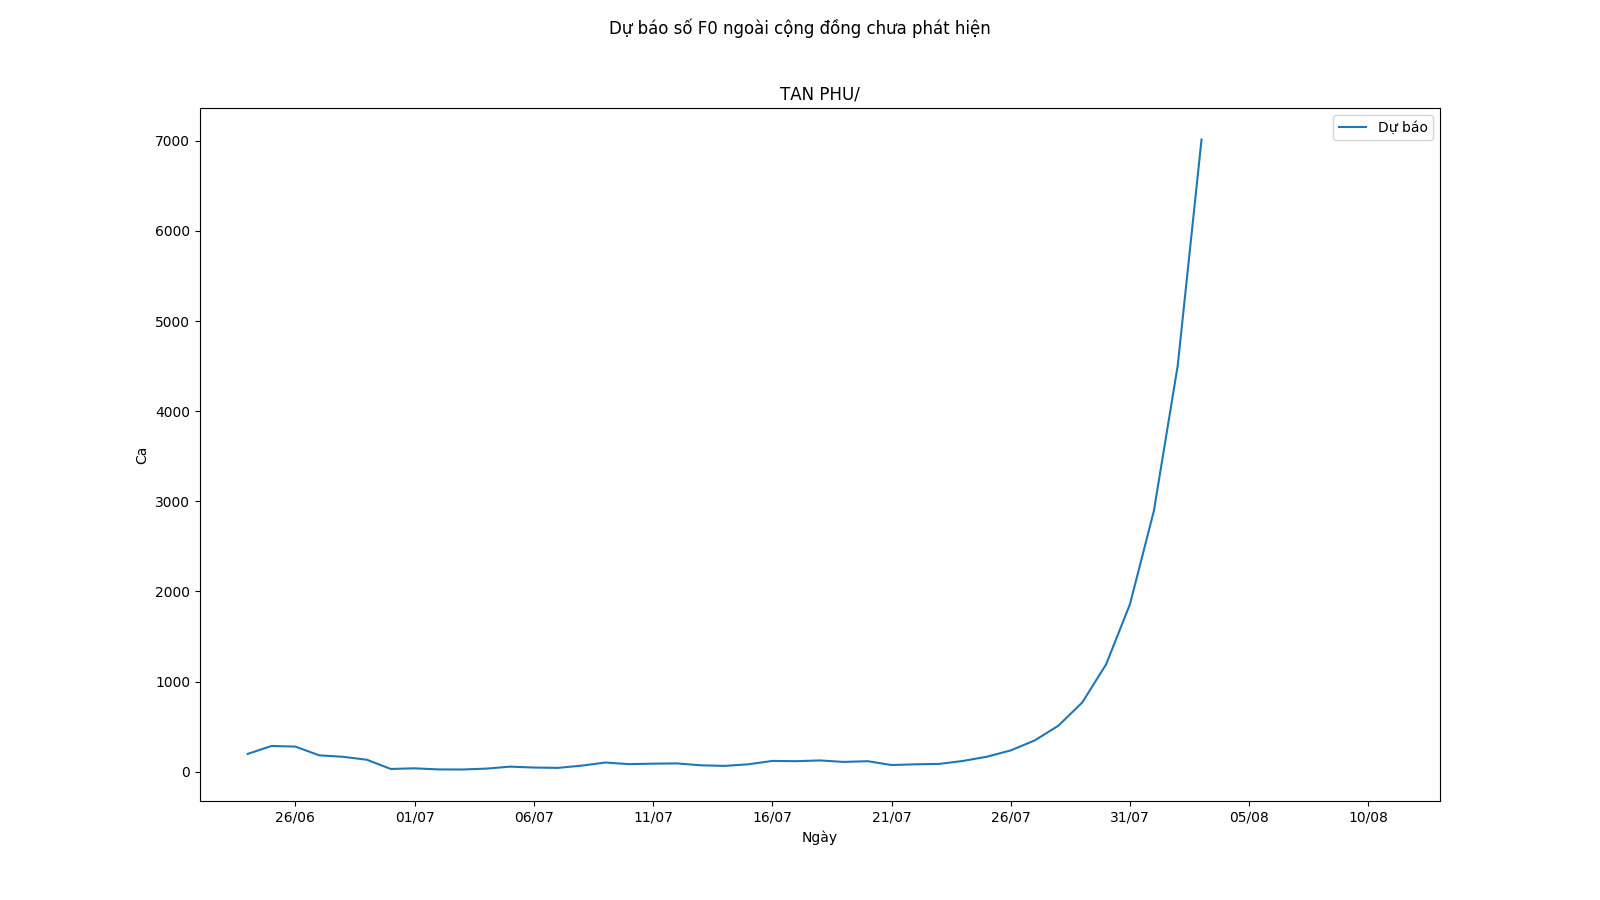 Dự báo số F0 ngoài cộng đồng chưa phát hiện
TAN PHU/
Dự báo
7000
6000
5000
4000
3000
2000
1000
0
Ca
26/06 01/07 06/07 11/07 16/07 21/07 26/07 31/07 05/08 10/08
Ngày